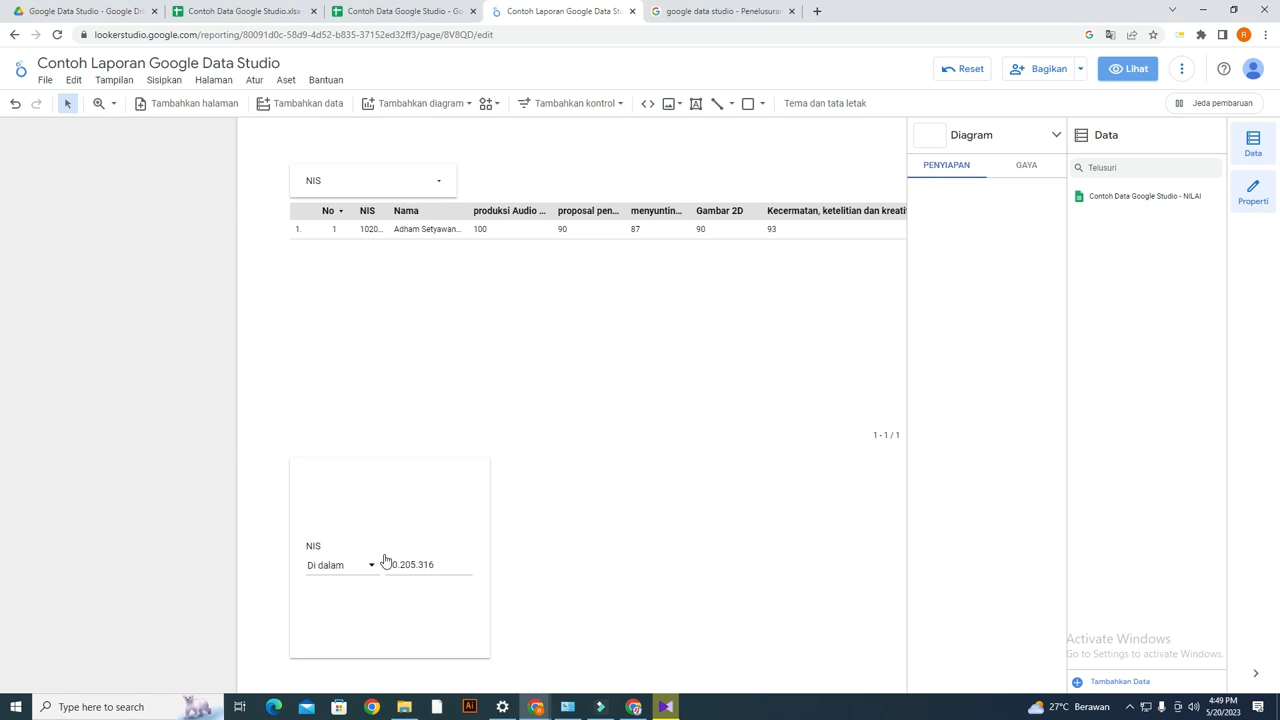 Google Data Studio - Google Dri
Contoh Data Google Studio.xlsx
Contoh Data Google Studio - Go
Contoh Laporan Google Data Stu
google data studio - Penelusuran
lookerstudio.google.com/reporting/80091d0c-58d9-4d52-b835-37152ed32ff3/page/8V8QD/edit
Contoh Laporan Google Data Studio
File Edit Tampilan Sisipkan Halaman Atur Aset Bantuan
Reset
Bagikan
Lihat
Tambahkan halaman
Tambahkan data
Tambahkan diagram
Tambahkan kontrol
Tema dan tata letak
Jeda pembaruan
NIS
No NIS Nama produksi Audio ... proposal pen... menyuntin... Gambar 2D Kecermatan, ketelitian dan kreatif
1. 1 1020... Adham Setyawan... 100 90 87 90 93
1 - 1 / 1
NIS
Di dalam 0.205.316
Diagram
PENYIAPAN GAYA
Data
Telusuri
Contoh Data Google Studio - NILAI
Data
Properti
Activate Windows
Go to Settings to activate Windows.
Tambahkan Data
Type here to search
Ai
27°C Berawan
4:49 PM
5/20/2023